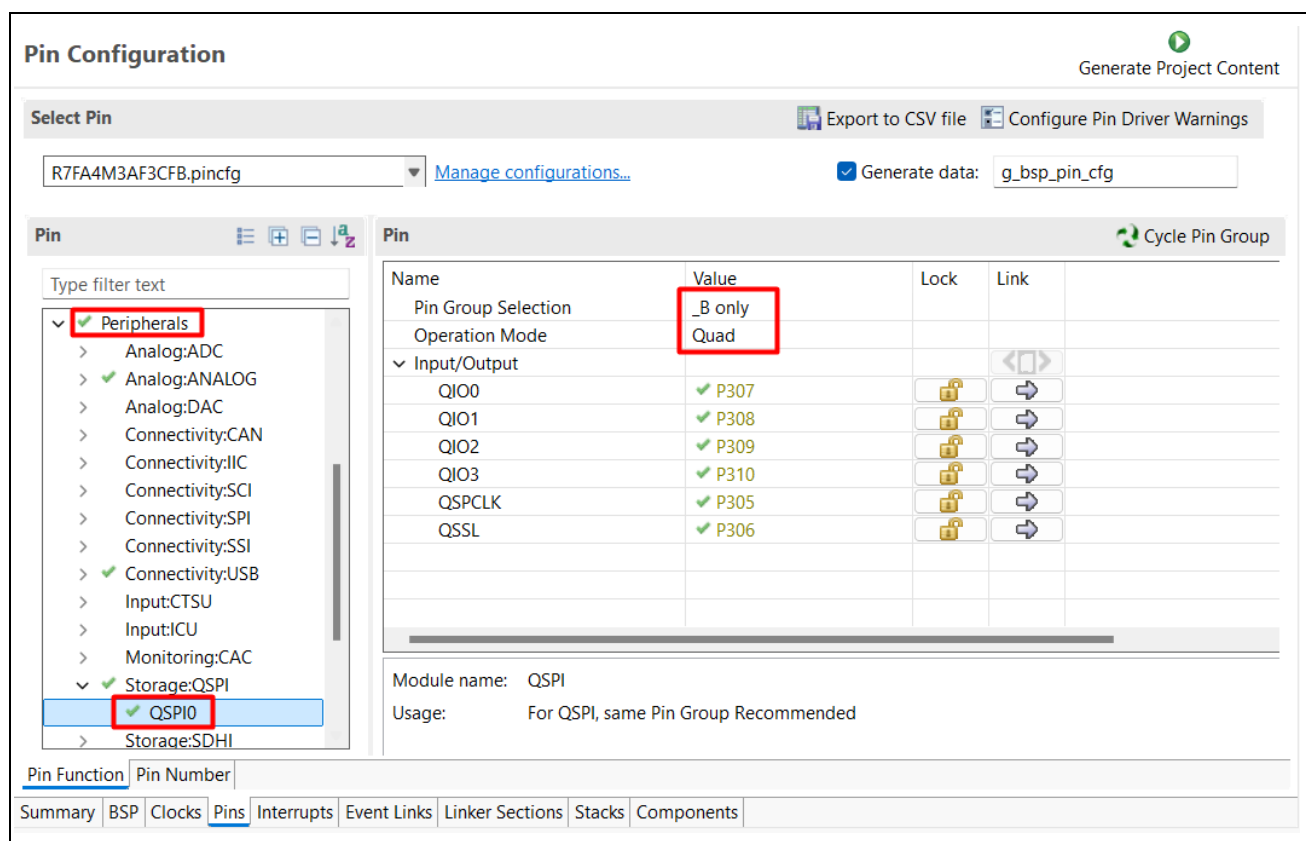 Pin Configuration
Generate Project Content
Select Pin
Export to CSV file
Configure Pin Driver Warnings
R7FA4M3AF3CFB.pincfg
Manage configurations...
Generate data:
g_bsp_pin_cfg
Pin
Type filter text
Peripherals
Analog:ADC
Analog:ANALOG
Analog:DAC
Connectivity:CAN
Connectivity:IIC
Connectivity:SCI
Connectivity:SPI
Connectivity:SSI
Connectivity:USB
Input:CTSU
Input:ICU
Monitoring:CAC
Storage:QSPI
QSPI0
Storage:SDHI
Pin
Cycle Pin Group
Name Value Lock Link
Pin Group Selection _B only
Operation Mode Quad
Input/Output
QIO0 P307
QIO1 P308
QIO2 P309
QIO3 P310
QSPCLK P305
QSSL P306
Module name: QSPI
Usage: For QSPI, same Pin Group Recommended
Pin Function Pin Number
Summary BSP Clocks Pins Interrupts Event Links Linker Sections Stacks Components